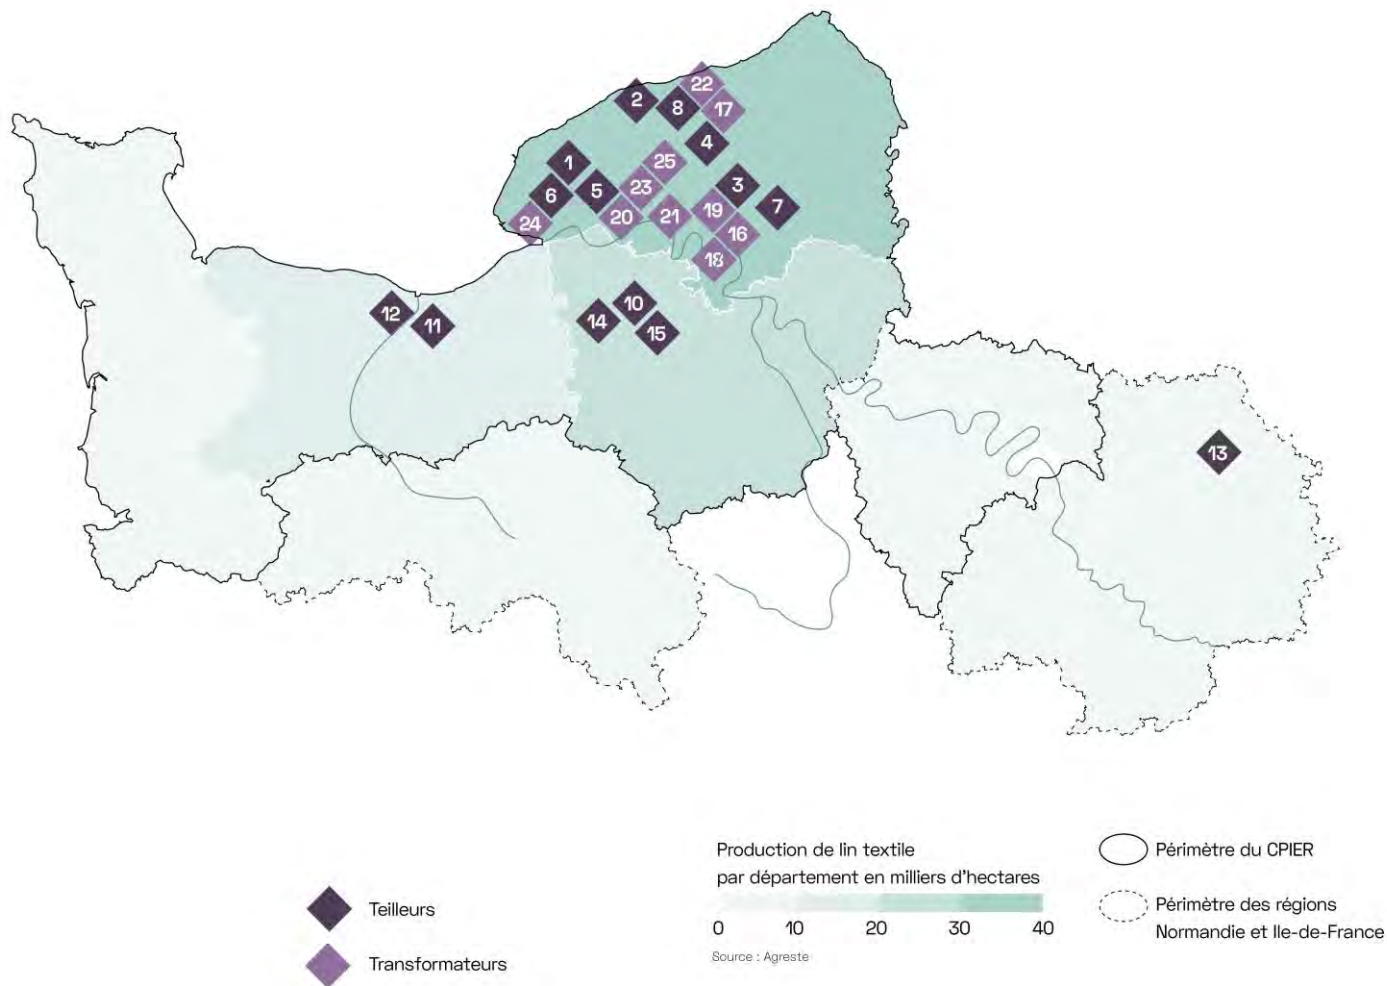 22
2
8
17
4
1
25
6
5
23
3
7
24
20
21
19
16
18
12
11
14
10
15
13
Production de lin textile
par département en milliers d'hectares
0 10 20 30 40
Source : Agreste
Teilleurs
Transformateurs
Périmètre du CPIER
Périmètre des régions
Normandie et Ile-de-France